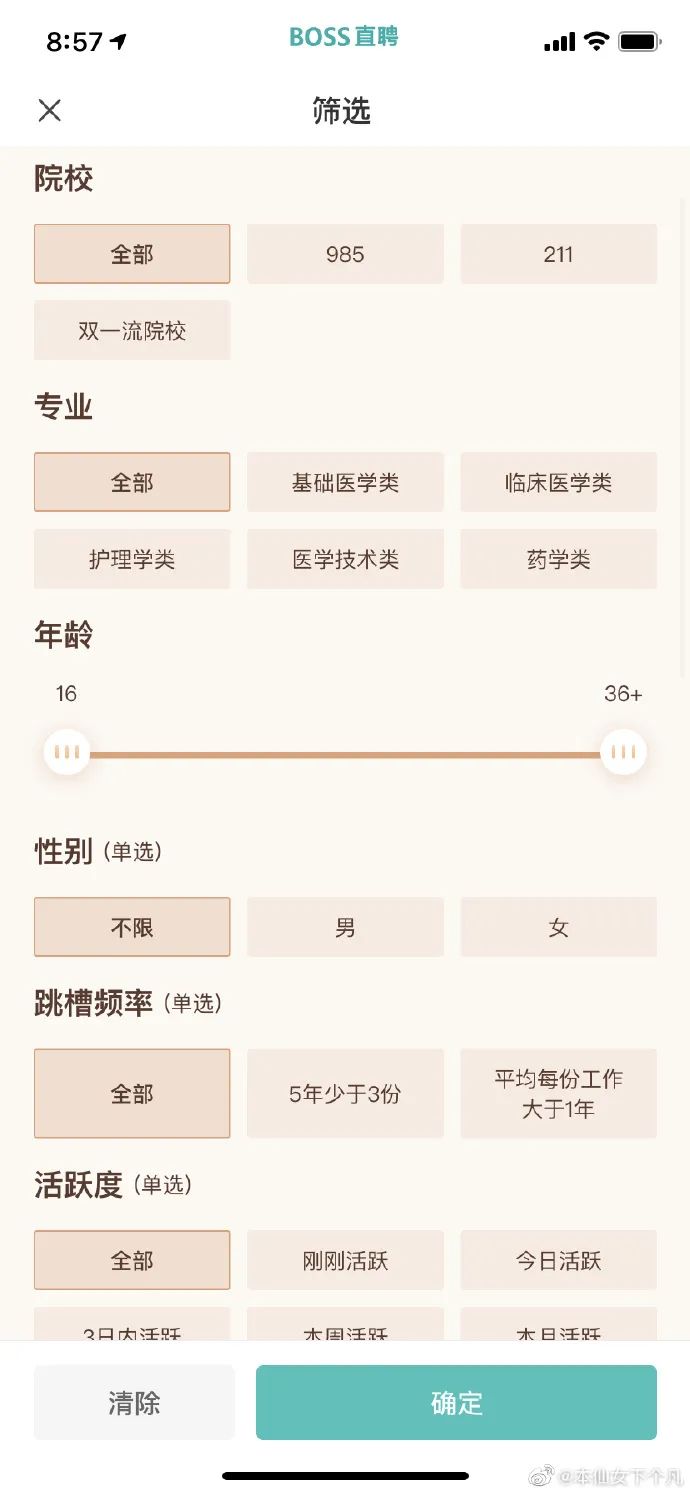 8:57
BOSS直聘
筛选
院校
全部
985
211
双一流院校
专业
全部
基础医学类
临床医学类
护理学类
医学技术类
药学类
年龄
16
36+
性别 (单选)
不限
男
女
跳槽频率 (单选)
全部
5年少于3份
平均每份工作
大于1年
活跃度 (单选)
全部
刚刚活跃
今日活跃
3日内活跃
本周活跃
本月活跃
清除
确定
@本仙女下个凡